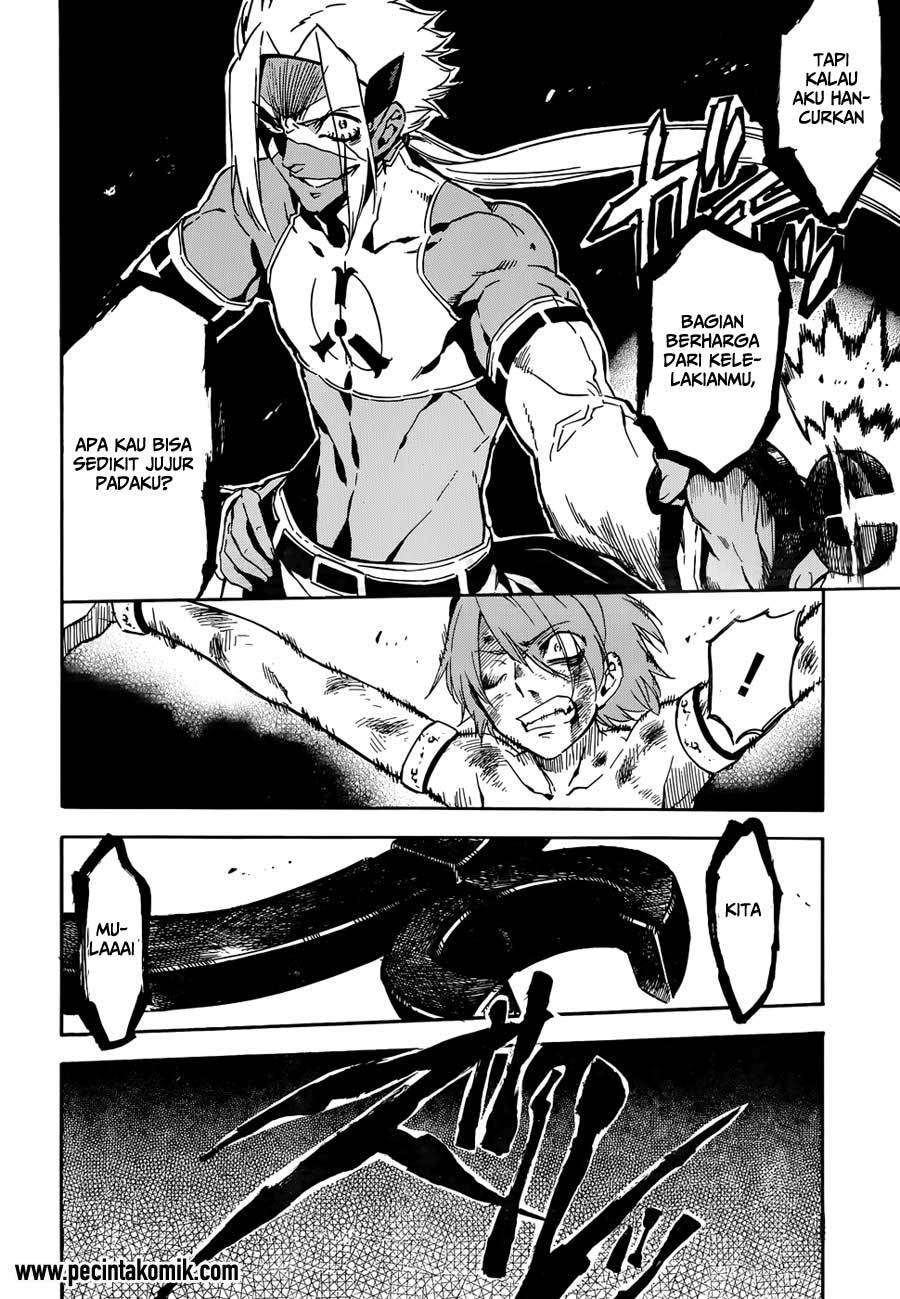 TAPI
KALAU
AKU HAN-
CURKAN
BAGIAN
BERHARGA
DARI KELE-
LAKIANMU,
APA KAU BISA
SEDIKIT JUJUR
PADAKU?
!
KITA
MU-
LAAAI
www.pecintakomik.com